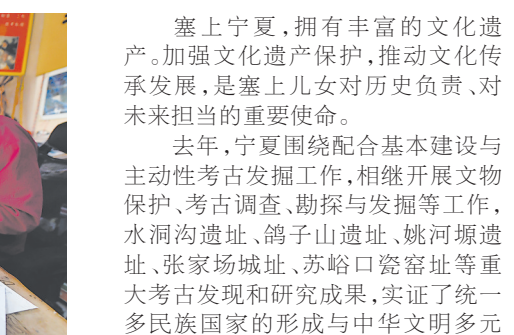 塞上宁夏,拥有丰富的文化遗
产。加强文化遗产保护,推动文化传
承发展,是塞上儿女对历史负责、对
未来担当的重要使命。
去年,宁夏围绕配合基本建设与
主动性考古发掘工作,相继开展文物
保护、考古调查、勘探与发掘等工作,
水洞沟遗址、鸽子山遗址、姚河塬遗
址、张家场城址、苏峪口瓷窑址等重
大考古发现和研究成果,实证了统一
多民族国家的形成与中华文明多元